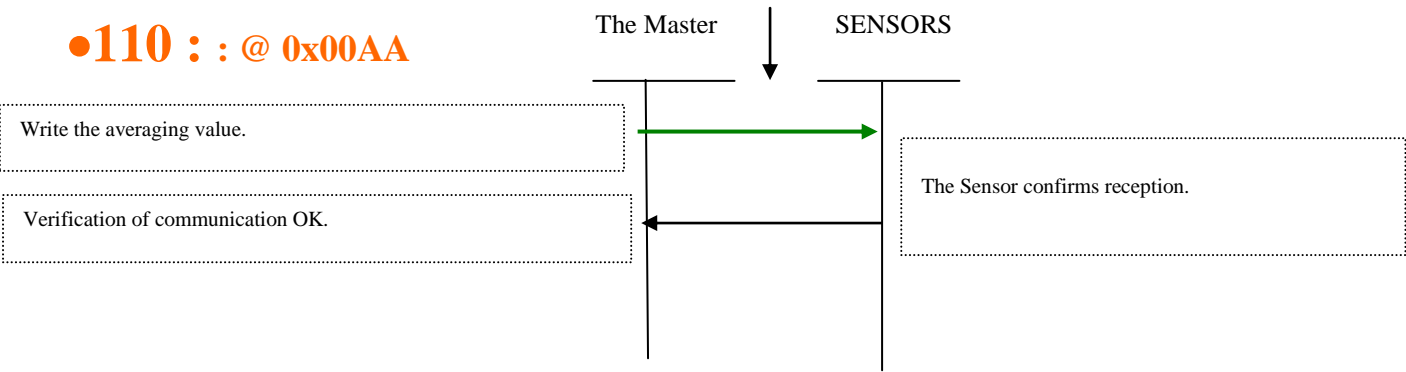 The Master SENSORS
•110 : : @ 0x00AA
Write the averaging value.
The Sensor confirms reception.
Verification of communication OK.